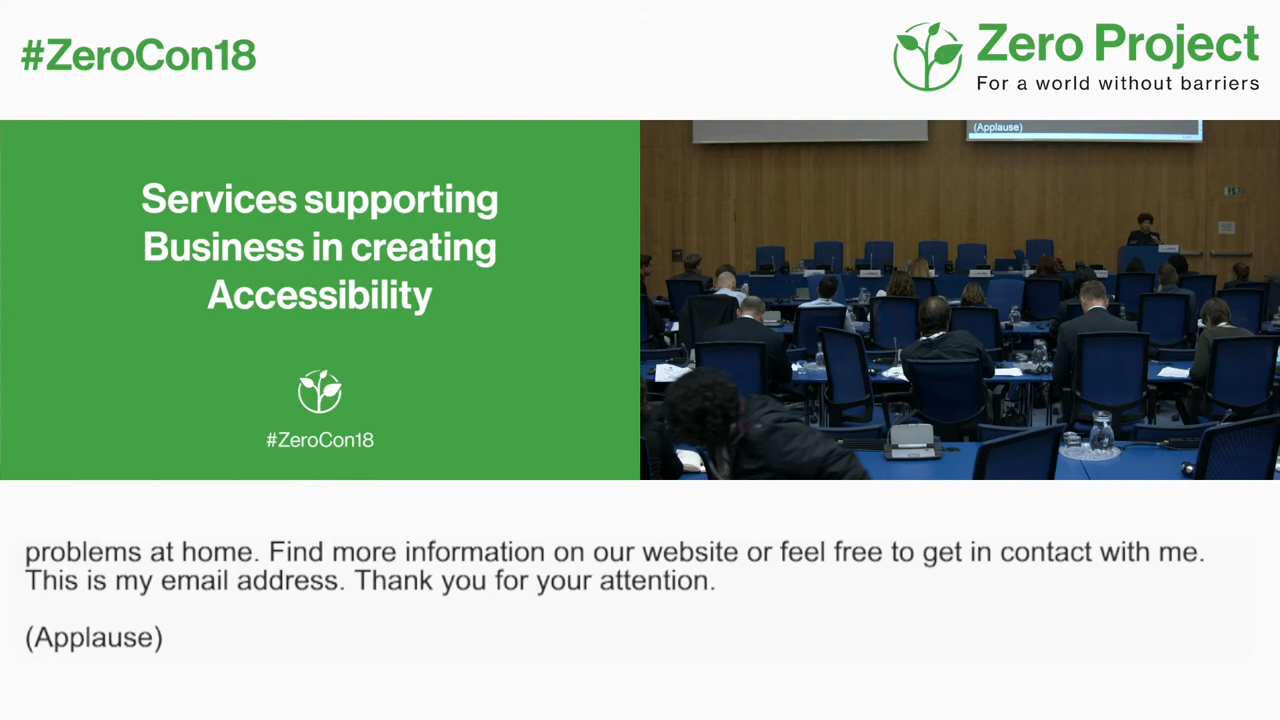 #ZeroCon18
Zero Project
For a world without barriers
Services supporting
Business in creating
Accessibility
#ZeroCon18
(Applause)
problems at home. Find more information on our website or feel free to get in contact with me.
This is my email address. Thank you for your attention.
(Applause)